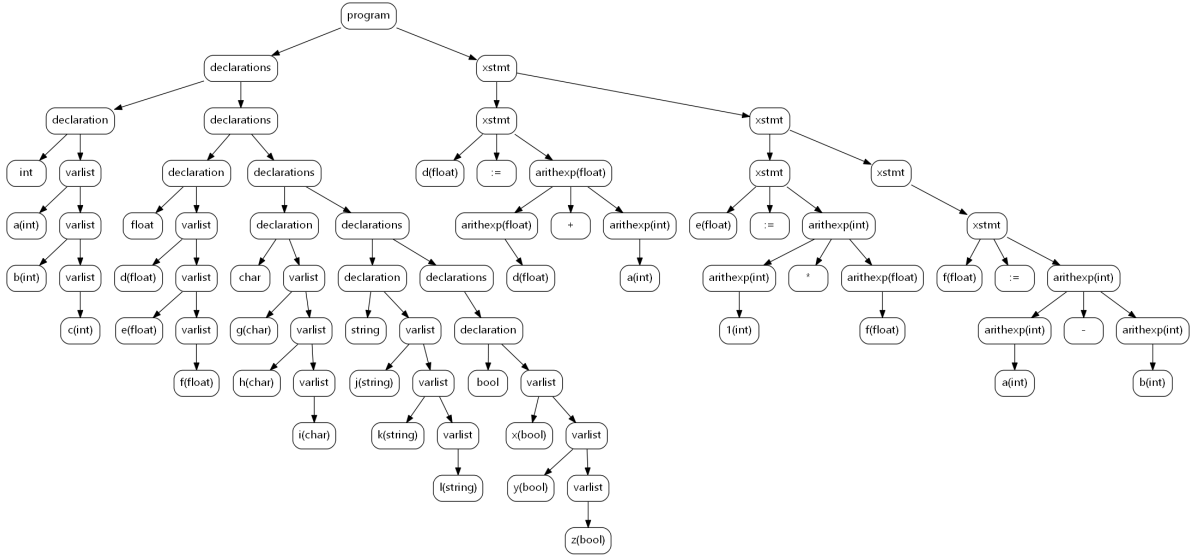 program
declarations xstmt
declaration declarations xstmt xstmt
int varlist declaration declarations d(float) := arithexp(float) xstmt xstmt
a(int) varlist float varlist declaration declarations arithexp(float) + arithexp(int) e(float) := arithexp(int) xstmt
b(int) varlist d(float) varlist char varlist declaration declarations d(float) a(int) arithexp(int) * arithexp(float) f(float) := arithexp(int)
c(int) e(float) varlist g(char) varlist string varlist declaration 1(int) f(float) arithexp(int) - arithexp(int)
f(float) h(char) varlist j(string) varlist bool varlist a(int) b(int)
i(char) k(string) varlist x(bool) varlist
l(string) y(bool) varlist
z(bool)